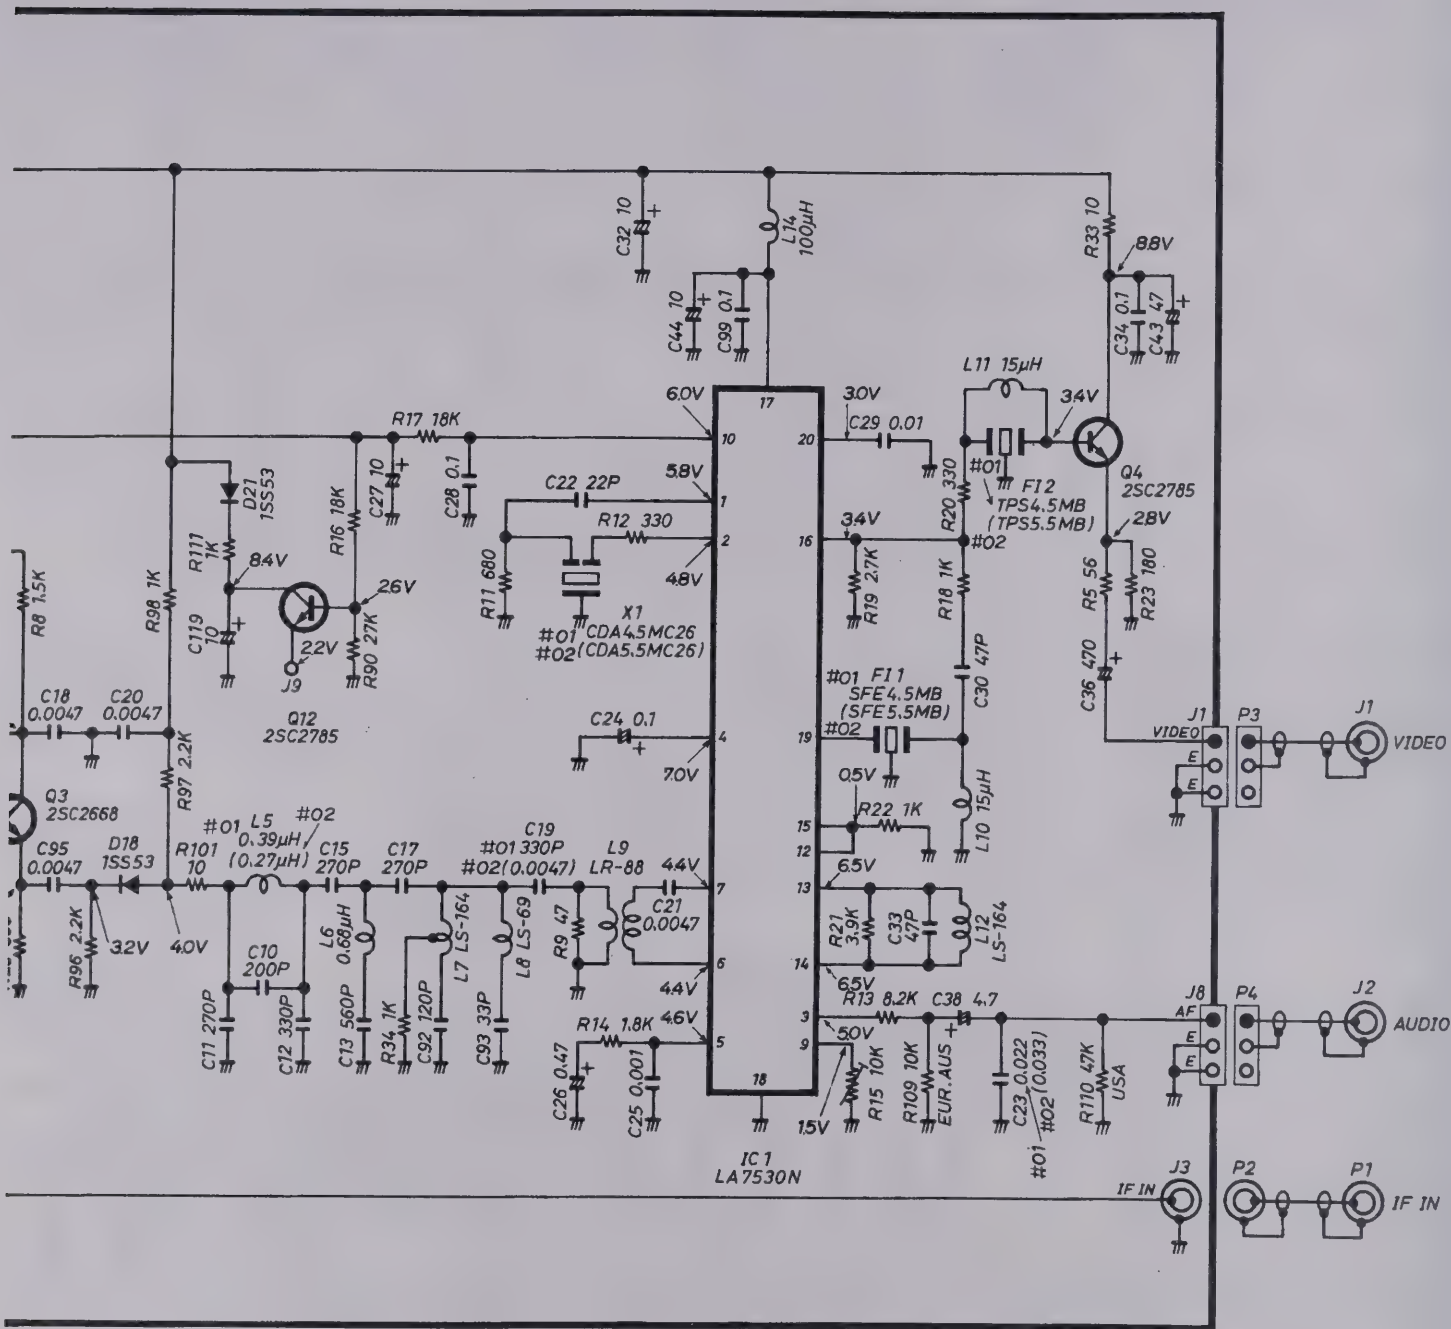 R33 10
8.8V
C32 10
+
L14
100µH
C44 10
+
C99 0.1
C34 0.1
C43 47
+
L11 15µH
3.4V
6.0V
17
3.0V
R17 18K
C29 0.01
10
20
C27 10
+
C28 0.1
D21
1SS53
R16 18K
5.8V
C22 22P
1
R12 330
2
4.8V
R11 680
X1
#01 CDA4.5MC26
#02 (CDA5.5MC26)
R20 330
#01
FI2
TPS4.5MB
(TPS5.5MB)
#02
Q4
2SC2785
2.8V
3.4V
16
R19 2.7K
R18 1K
R5 56
R23 180
R111
1K
8.4V
R8 1.5K
R98 1K
C119
10
+
2.6V
2.2V
J9
R90 27K
Q12
2SC2785
C18
0.0047
C20
0.0047
C24 0.1
+
4
7.0V
#01 FI1
SFE4.5MB
(SFE5.5MB)
#02
19
C30 47P
C36 470
+
J1
P3
J1
VIDEO
VIDEO
E
E
R97 2.2K
Q3
2SC2668
0.5V
R22 1K
15
12
L10 15µH
C95
0.0047
D18
1SS53
R101
10
#01 L5 #02
0.39µH
(0.27µH)
C15
270P
C17
270P
C19
#01 330P
#02 (0.0047)
L9
LR-88
4.4V
7
C21
0.0047
6.5V
13
R96 2.2K
3.2V
4.0V
C10
200P
L6
0.68µH
L7 LS-164
L8 LS-69
R9 47
6
4.4V
R21
3.9K
C33
47P
L12
LS-164
14
6.5V
C11 270P
C12 330P
C13 560P
R34 1K
C92 120P
C93 33P
R14 1.8K
4.6V
5
C26 0.47
+
C25 0.001
18
3
5.0V
9
R13 8.2K
C38 4.7
+
J8
P4
J2
AUDIO
AF
E
E
1.5V
R15 10K
R109 10K
EUR.AUS
C23 0.022
#01 #02 (0.033)
R110 47K
USA
IC1
LA7530N
J3
P2
P1
IF IN
IF IN